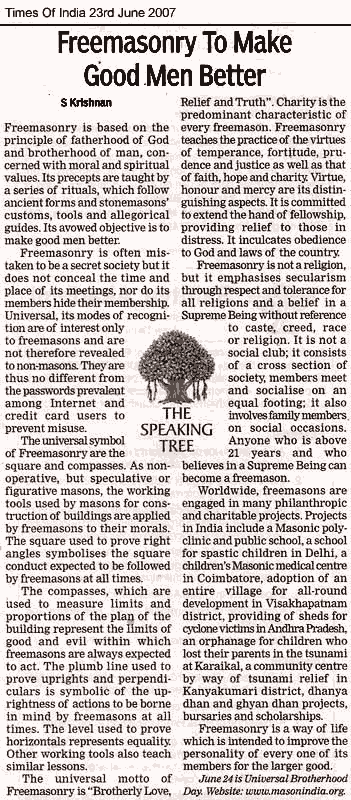 Times Of India 23rd June 2007
Freemasonry To Make
Good Men Better
S Krishnan
Freemasonry is based on the
principle of fatherhood of God
and brotherhood of man, con-
cerned with moral and spiritual
values. Its precepts are taught by
a series of rituals, which follow
ancient forms and stonemasons'
customs, tools and allegorical
guides. Its avowed objective is to
make good men better.
Freemasonry is often mis-
taken to be a secret society but it
does not conceal the time and
place of its meetings, nor do its
members hide their membership.
Universal, its modes of recogni-
tion are of interest only
to freemasons and are
not therefore revealed
to non-masons. They are
thus no different from
the passwords prevalent
among Internet and
credit card users to
prevent misuse.
The universal symbol
of Freemasonry are the
square and compasses. As non-
operative, but speculative or
figurative masons, the working
tools used by masons for cons-
truction of buildings are applied
by freemasons to their morals.
The square used to prove right
angles symbolises the square
conduct expected to be followed
by freemasons at all times.
The compasses, which are
used to measure limits and
proportions of the plan of the
building represent the limits of
good and evil within which
freemasons are always expected
to act. The plumb line used to
prove uprights and perpendi-
culars is symbolic of the up-
rightness of actions to be borne
in mind by freemasons at all
times. The level used to prove
horizontals represents equality.
Other working tools also teach
similar lessons.
The universal motto of
Freemasonry is "Brotherly Love,
Relief and Truth". Charity is the
predominant characteristic of
every freemason. Freemasonry
teaches the practice of the virtues
of temperance, fortitude, pru-
dence and justice as well as that
of faith, hope and charity. Virtue,
honour and mercy are its distin-
guishing aspects. It is committed
to extend the hand of fellowship,
providing relief to those in
distress. It inculcates obedience
to God and laws of the country.
Freemasonry is not a religion,
but it emphasises secularism
through respect and tolerance for
all religions and a belief in a
Supreme Being without reference
to caste, creed, race
or religion. It is not a
social club; it consists
of a cross section of
society, members meet
and socialise on an
equal footing; it also
involves family members
on social occasions.
Anyone who is above
21 years and who
believes in a Supreme Being can
become a freemason.
Worldwide, freemasons are
engaged in many philanthropic
and charitable projects. Projects
in India include a Masonic poly-
clinic and public school, a school
for spastic children in Delhi, a
children's Masonic medical centre
in Coimbatore, adoption of an
entire village for all-round
development in Visakhapatnam
district, providing of sheds for
cyclone victims in Andhra Pradesh,
an orphanage for children who
lost their parents in the tsunami
at Karaikal, a community centre
by way of tsunami relief in
Kanyakumari district, dhanya
dhan and ghyan dhan projects,
bursaries and scholarships.
Freemasonry is a way of life
which is intended to improve the
personality of every one of its
members for the larger good.
June 24 is Universal Brotherhood
Day. Website: www.masonindia.org.
THE
SPEAKING
TREE